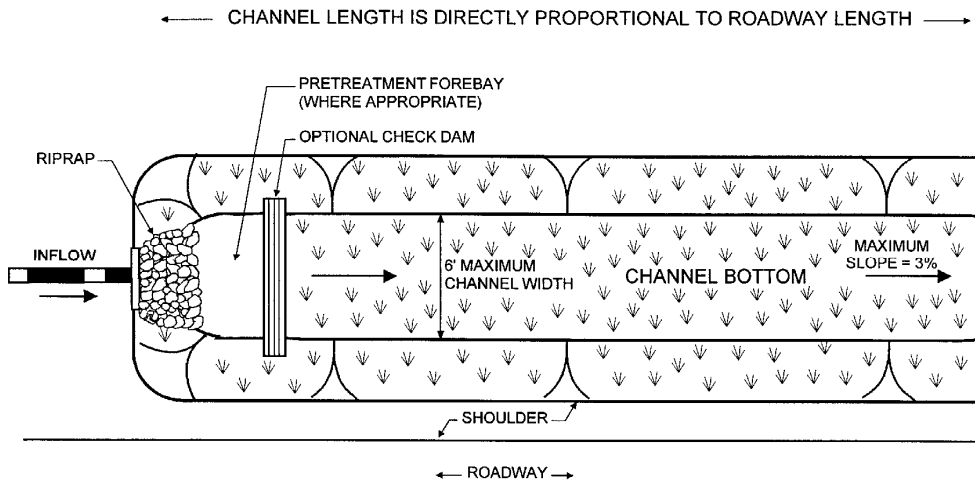 CHANNEL LENGTH IS DIRECTLY PROPORTIONAL TO ROADWAY LENGTH
PRETREATMENT FOREBAY
(WHERE APPROPRIATE)
OPTIONAL CHECK DAM
RIPRAP
INFLOW
6' MAXIMUM
CHANNEL WIDTH
CHANNEL BOTTOM
MAXIMUM
SLOPE = 3%
SHOULDER
ROADWAY